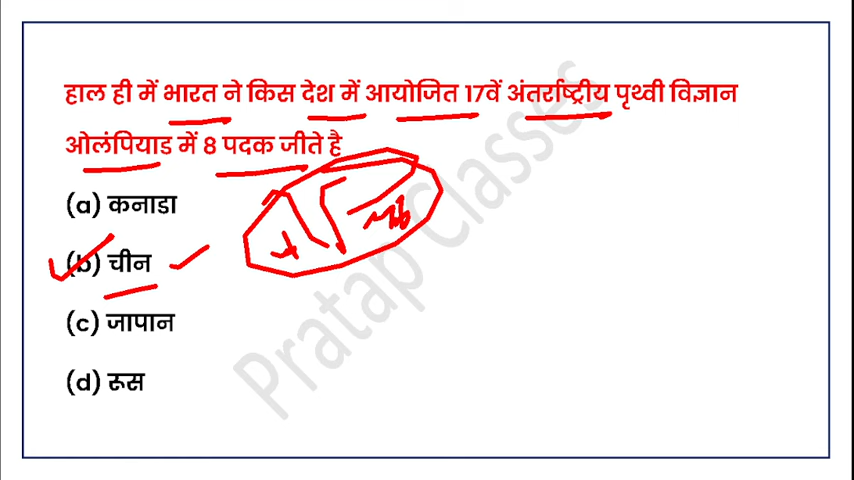 हाल ही में भारत ने किस देश में आयोजित 17वें अंतर्राष्ट्रीय पृथ्वी विज्ञान
ओलंपियाड में 8 पदक जीते है
(a) कनाडा
(b) चीन
(c) जापान
(d) रूस
Pratap Classes